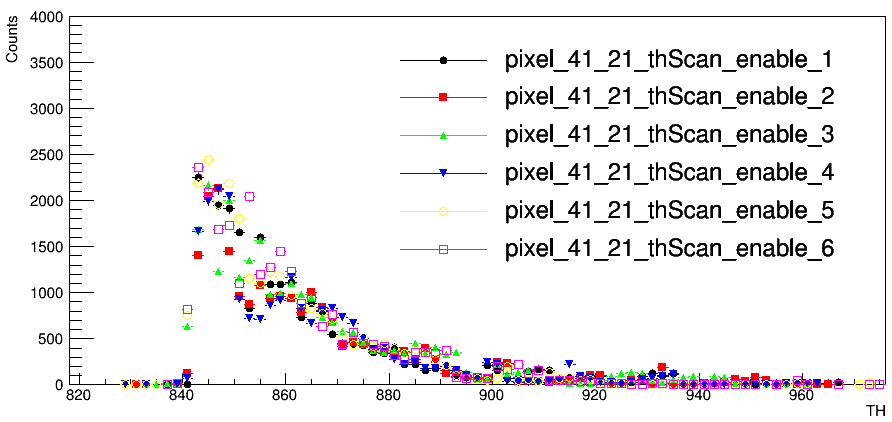 Counts
4000
3500
3000
2500
2000
1500
1000
500
0
pixel_41_21_thScan_enable_1
pixel_41_21_thScan_enable_2
pixel_41_21_thScan_enable_3
pixel_41_21_thScan_enable_4
pixel_41_21_thScan_enable_5
pixel_41_21_thScan_enable_6
820 840 860 880 900 920 940 960
TH